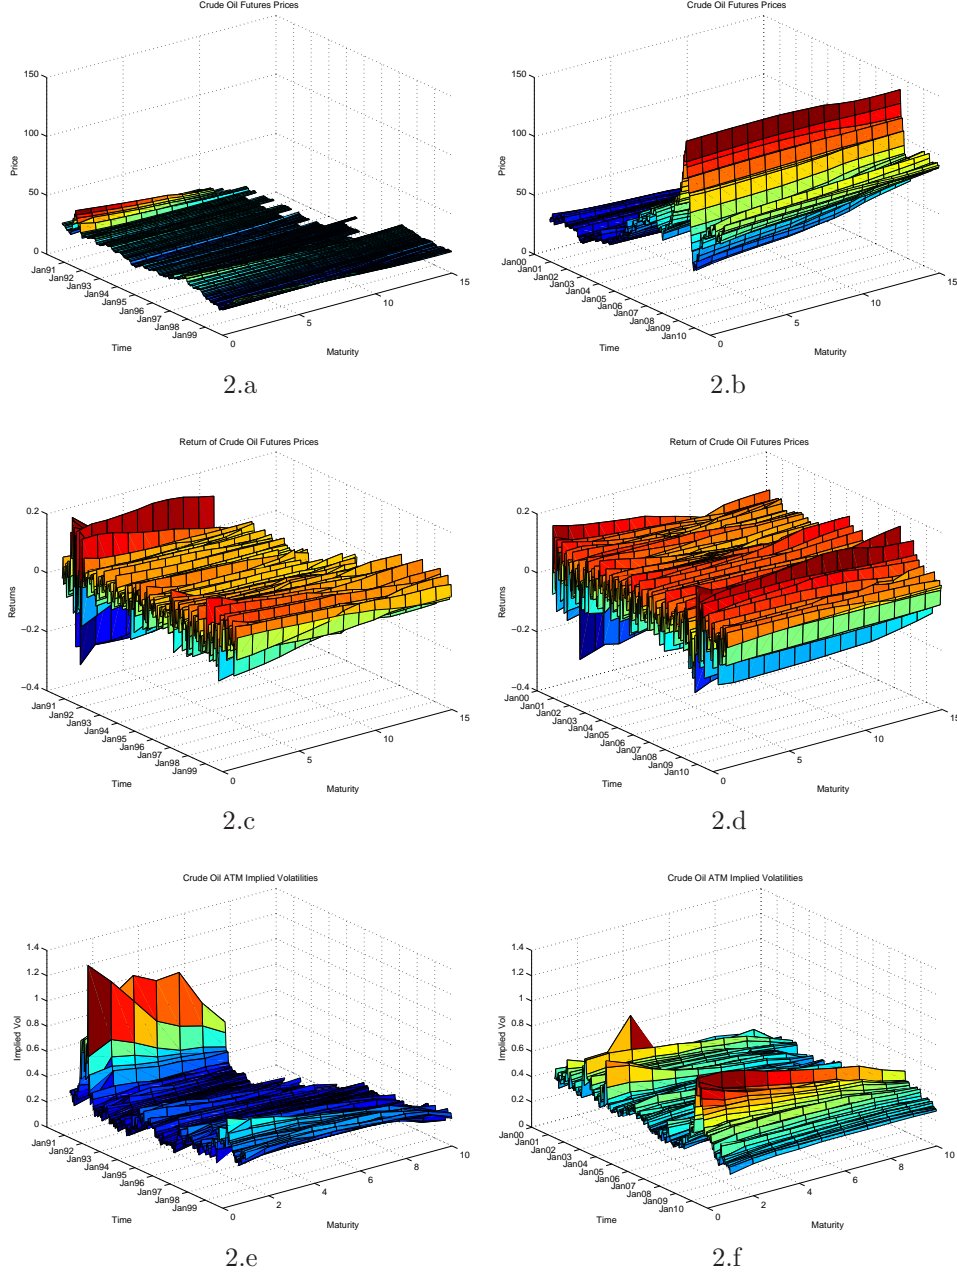 Crude Oil Futures Prices
150
100
50
0
Price
Jan91
Jan92
Jan93
Jan94
Jan95
Jan96
Jan97
Jan98
Jan99
Time
0
5
10
15
Maturity
2.a
Crude Oil Futures Prices
150
100
50
0
Price
Jan00
Jan01
Jan02
Jan03
Jan04
Jan05
Jan06
Jan07
Jan08
Jan09
Jan10
Time
0
5
10
15
Maturity
2.b
Return of Crude Oil Futures Prices
0.2
0
−0.2
−0.4
Returns
Jan91
Jan92
Jan93
Jan94
Jan95
Jan96
Jan97
Jan98
Jan99
Time
0
5
10
15
Maturity
2.c
Return of Crude Oil Futures Prices
0.2
0
−0.2
−0.4
Returns
Jan00
Jan01
Jan02
Jan03
Jan04
Jan05
Jan06
Jan07
Jan08
Jan09
Jan10
Time
0
5
10
15
Maturity
2.d
Crude Oil ATM Implied Volatilities
1.4
1.2
1
0.8
0.6
0.4
0.2
0
Implied Vol
Jan91
Jan92
Jan93
Jan94
Jan95
Jan96
Jan97
Jan98
Jan99
Time
0
2
4
6
8
10
Maturity
2.e
Crude Oil ATM Implied Volatilities
1.4
1.2
1
0.8
0.6
0.4
0.2
0
Implied Vol
Jan00
Jan01
Jan02
Jan03
Jan04
Jan05
Jan06
Jan07
Jan08
Jan09
Jan10
Time
0
2
4
6
8
10
Maturity
2.f